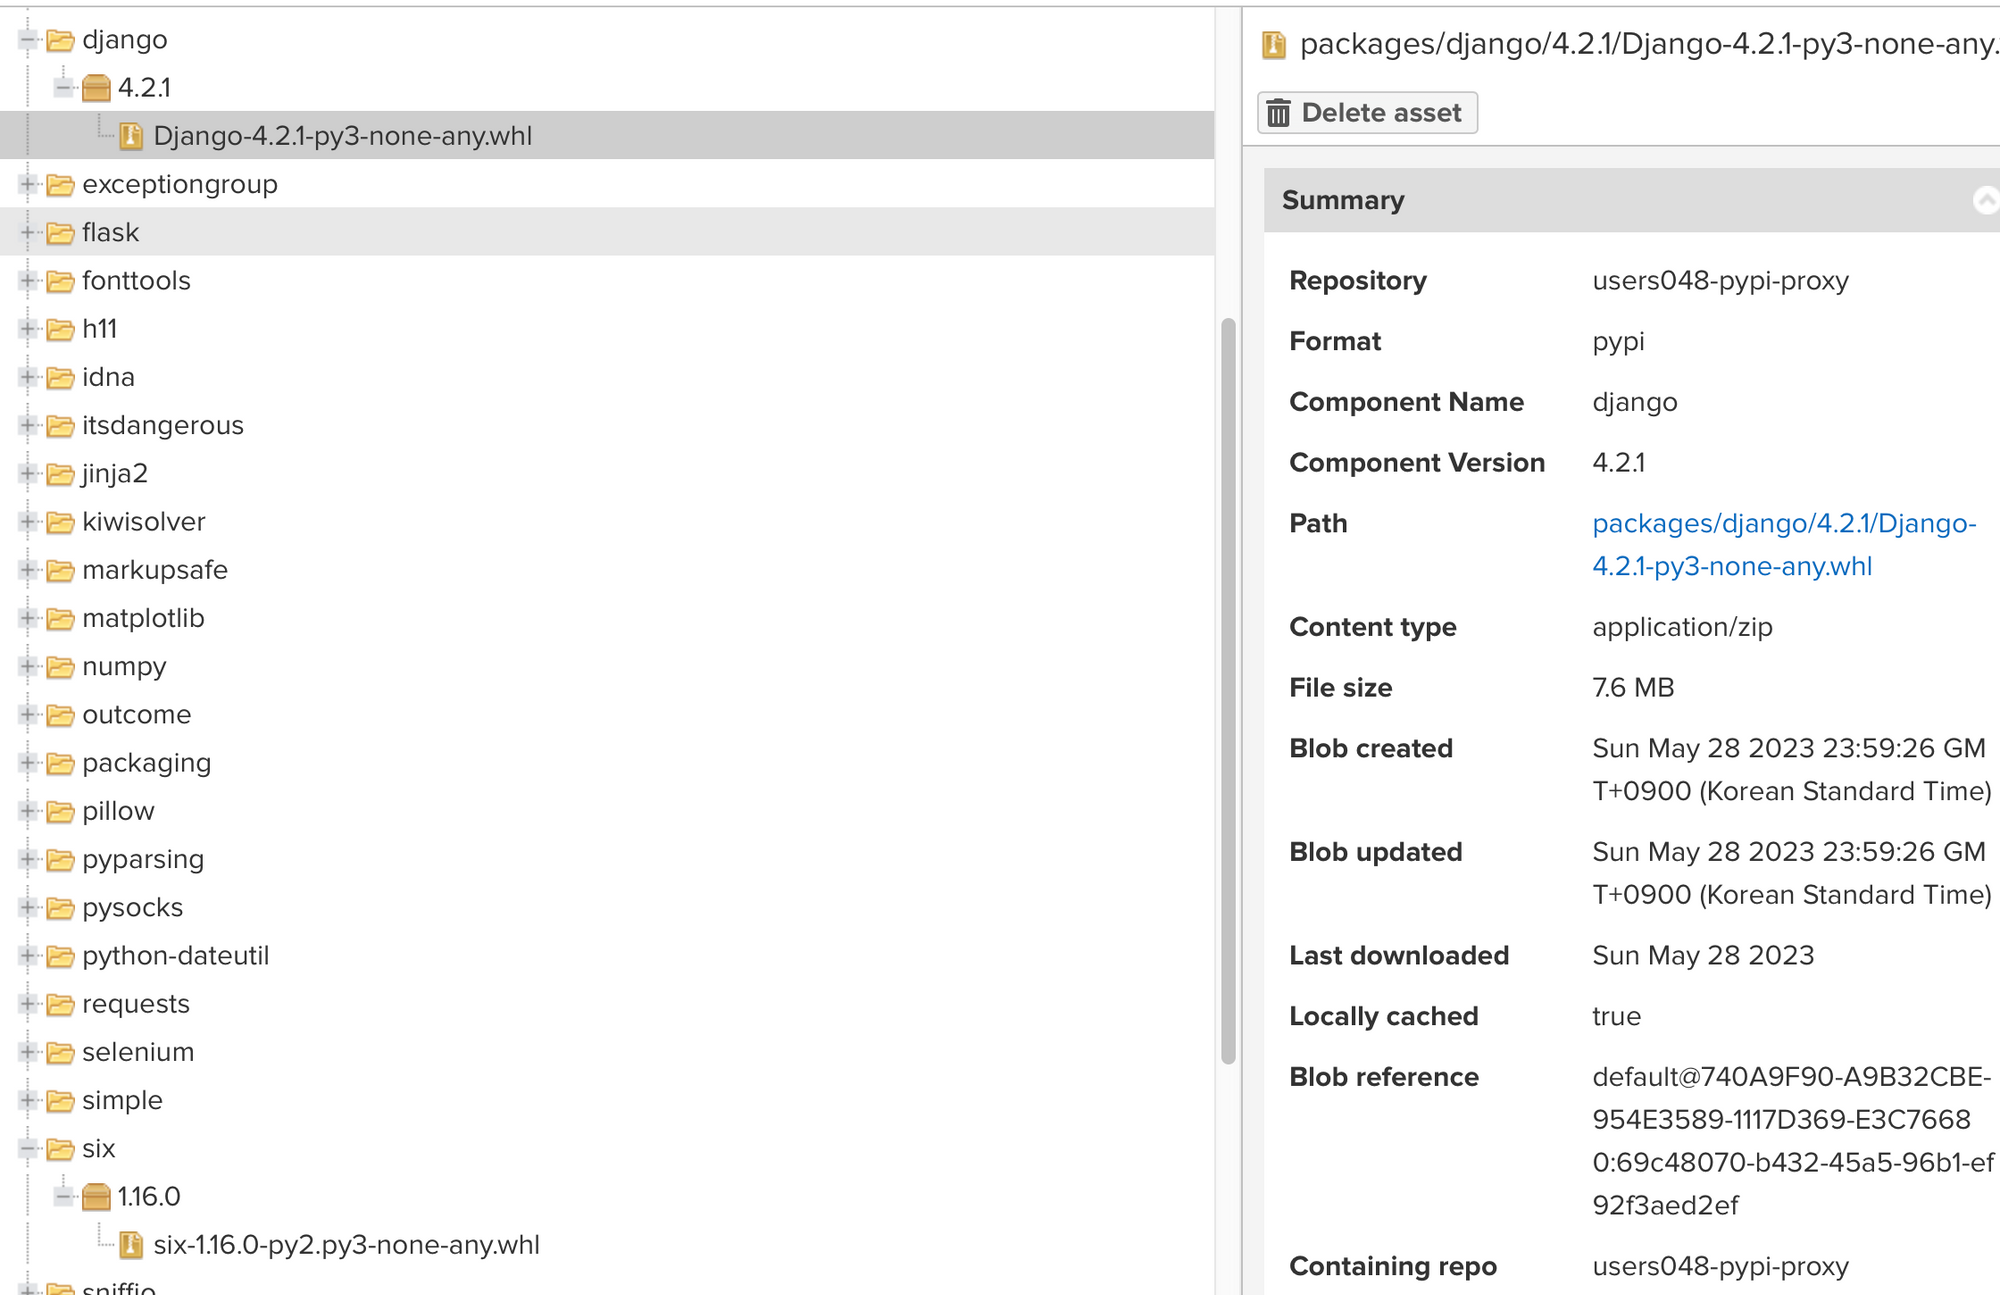 django
4.2.1
Django-4.2.1-py3-none-any.whl
exceptiongroup
flask
fonttools
h11
idna
itsdangerous
jinja2
kiwisolver
markupsafe
matplotlib
numpy
outcome
packaging
pillow
pyparsing
pysocks
python-dateutil
requests
selenium
simple
six
1.16.0
six-1.16.0-py2.py3-none-any.whl
sniffio
packages/django/4.2.1/Django-4.2.1-py3-none-any.
Delete asset
Summary
Repository users048-pypi-proxy
Format pypi
Component Name django
Component Version 4.2.1
Path packages/django/4.2.1/Django-
4.2.1-py3-none-any.whl
Content type application/zip
File size 7.6 MB
Blob created Sun May 28 2023 23:59:26 GM
T+0900 (Korean Standard Time)
Blob updated Sun May 28 2023 23:59:26 GM
T+0900 (Korean Standard Time)
Last downloaded Sun May 28 2023
Locally cached true
Blob reference default@740A9F90-A9B32CBE-
954E3589-1117D369-E3C7668
0:69c48070-b432-45a5-96b1-ef
92f3aed2ef
Containing repo users048-pypi-proxy